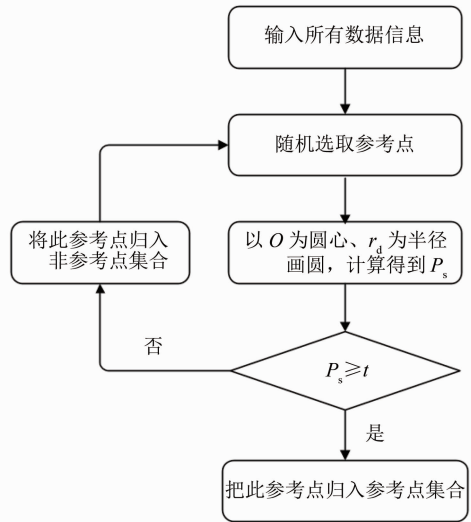 输入所有数据信息
随机选取参考点
将此参考点归入
非参考点集合
以 O 为圆心、r_d 为半径
画圆，计算得到 P_s
否
P_s≥t
是
把此参考点归入参考点集合